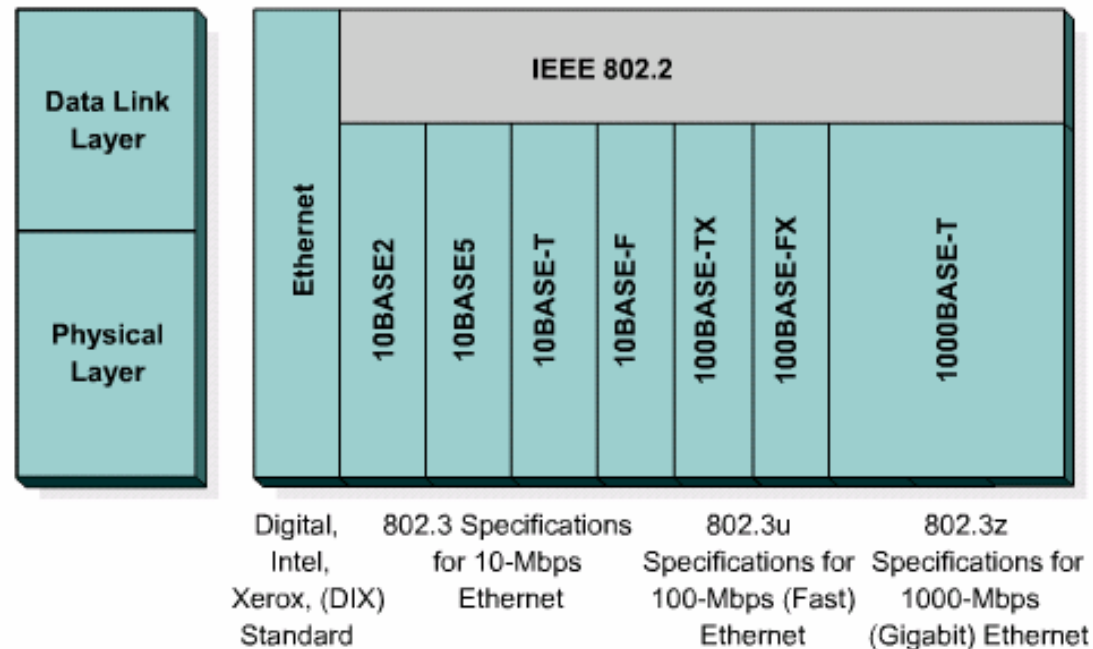 Data Link
Layer
Physical
Layer
IEEE 802.2
Ethernet
10BASE2
10BASE5
10BASE-T
10BASE-F
100BASE-TX
100BASE-FX
1000BASE-T
Digital,
Intel,
Xerox, (DIX)
Standard
802.3 Specifications
for 10-Mbps
Ethernet
802.3u
Specifications for
100-Mbps (Fast)
Ethernet
802.3z
Specifications for
1000-Mbps
(Gigabit) Ethernet